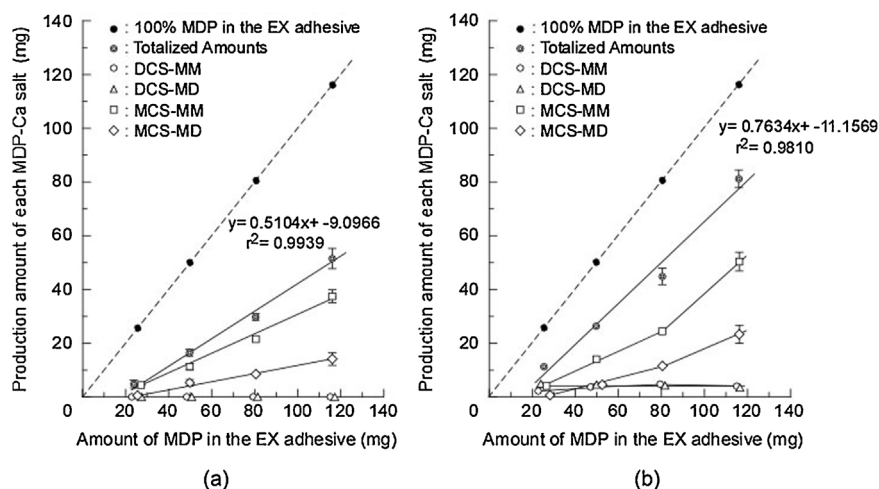 ● : 100% MDP in the EX adhesive
: Totalized Amounts
○ : DCS-MM
△ : DCS-MD
□ : MCS-MM
◇ : MCS-MD
Production amount of each MDP-Ca salt (mg)
140
120
100
80
60
40
20
0
y= 0.5104x+ -9.0966
r2= 0.9939
0 20 40 60 80 100 120 140
Amount of MDP in the EX adhesive (mg)
(a)
● : 100% MDP in the EX adhesive
: Totalized Amounts
○ : DCS-MM
△ : DCS-MD
□ : MCS-MM
◇ : MCS-MD
Production amount of each MDP-Ca salt (mg)
140
120
100
80
60
40
20
0
y= 0.7634x+ -11.1569
r2= 0.9810
0 20 40 60 80 100 120 140
Amount of MDP in the EX adhesive (mg)
(b)